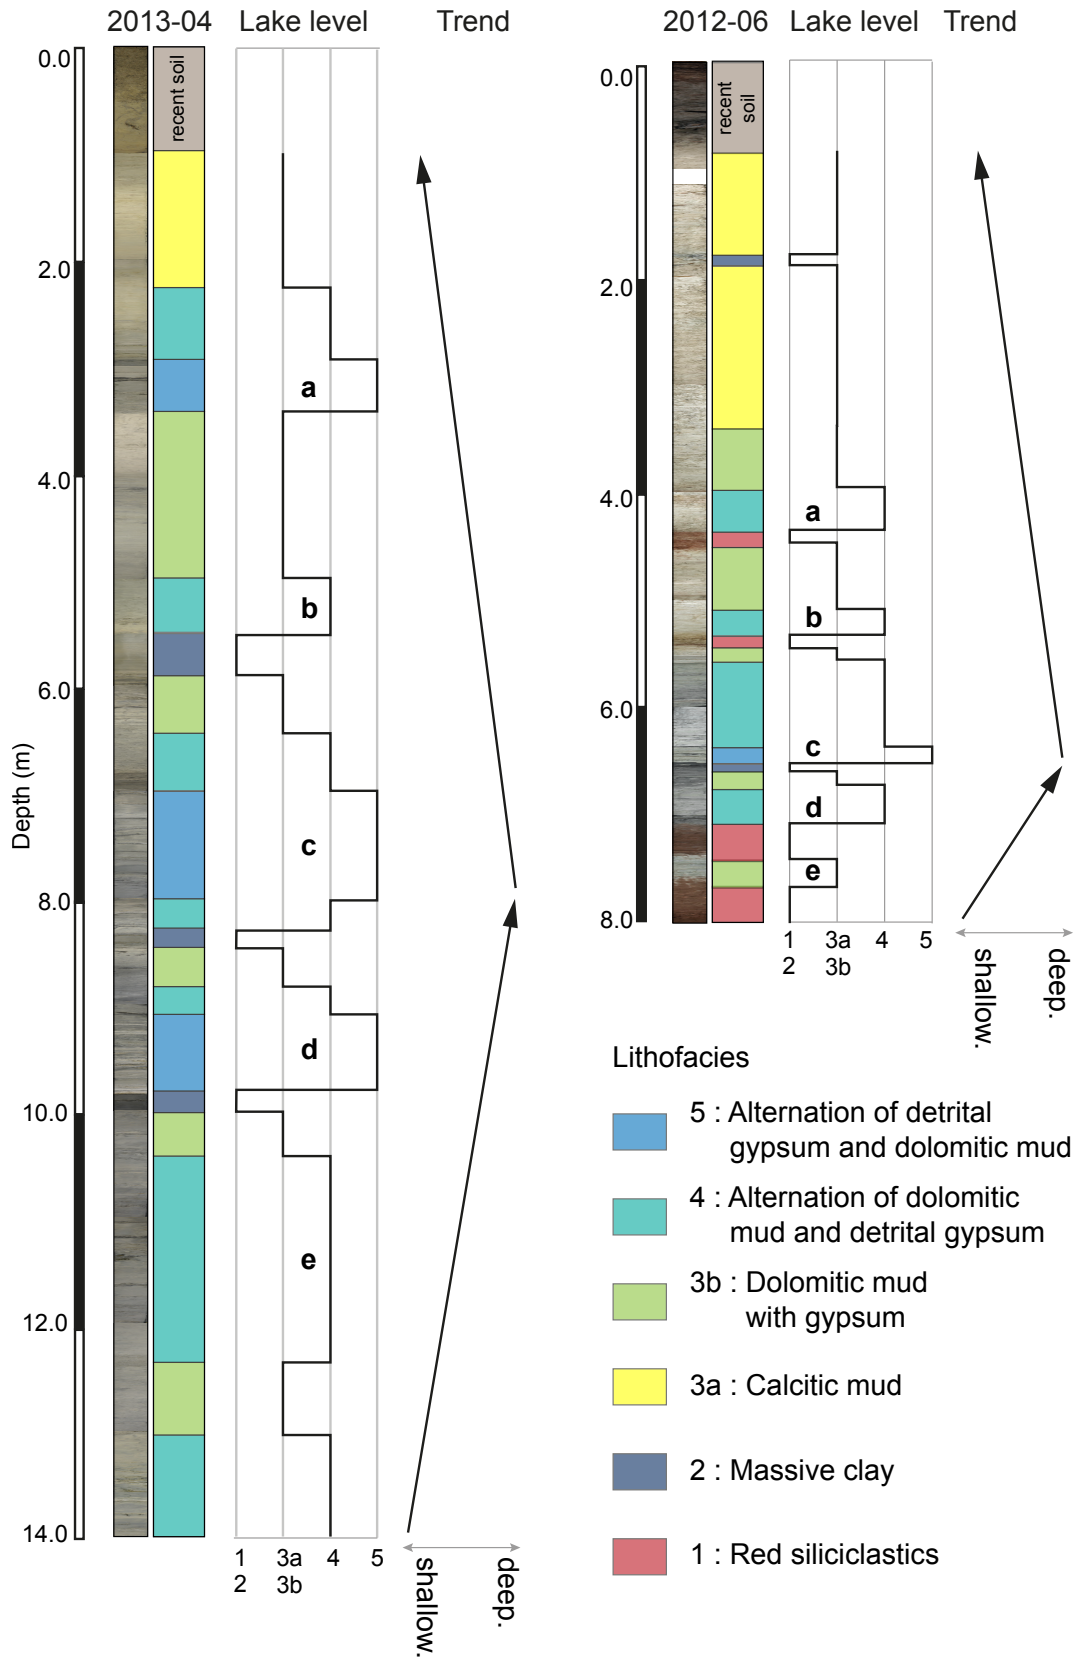 2013-04 Lake level Trend
0.0
recent soil
2.0
a
4.0
b
6.0
Depth (m)
c
8.0
d
10.0
e
12.0
14.0
1 3a 4 5
2 3b
shallow. deep.
2012-06 Lake level Trend
0.0
recent
soil
2.0
4.0
a
b
6.0
c
d
e
8.0
1 3a 4 5
2 3b
shallow. deep.
Lithofacies
5 : Alternation of detrital
gypsum and dolomitic mud
4 : Alternation of dolomitic
mud and detrital gypsum
3b : Dolomitic mud
with gypsum
3a : Calcitic mud
2 : Massive clay
1 : Red siliciclastics